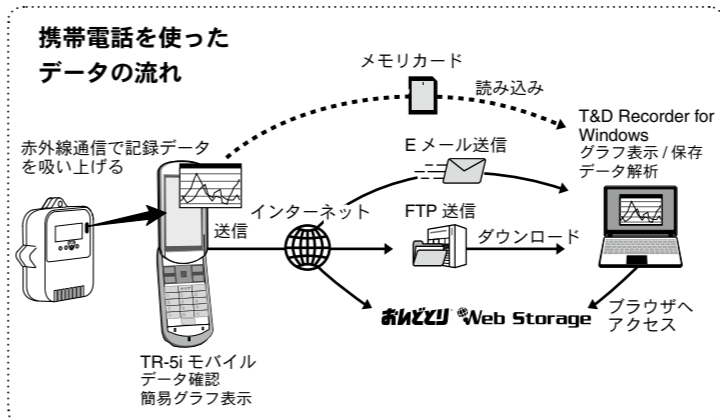 携帯電話を使った
データの流れ
メモリカード
読み込み
T&D Recorder for
Windows
グラフ表示 / 保存
データ解析
赤外線通信で記録データ
を吸い上げる
E メール送信
インターネット
送信
FTP 送信
ダウンロード
おんどとり Web Storage
ブラウザへ
アクセス
TR-5i モバイル
データ確認
簡易グラフ表示